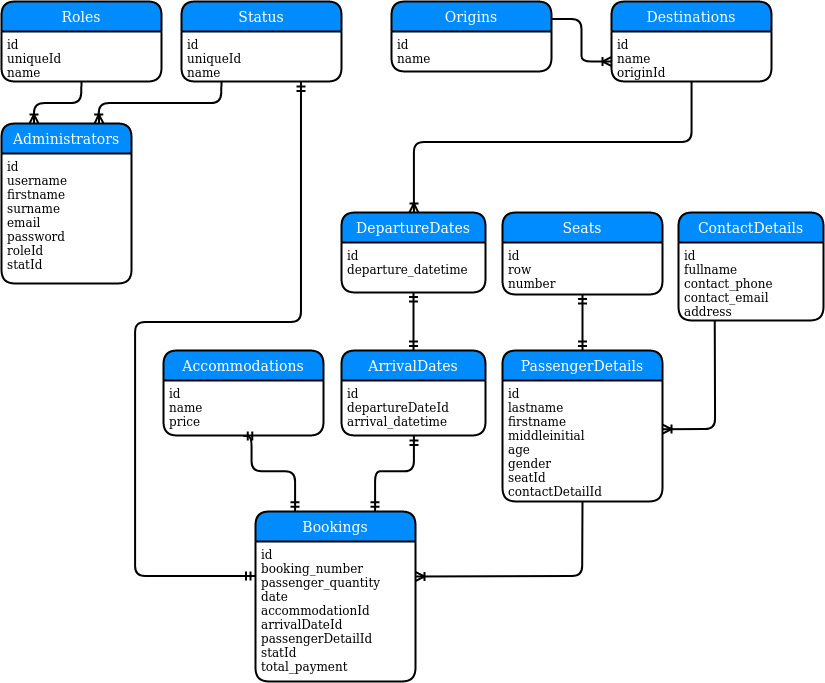 Roles
id
uniqueId
name
Status
id
uniqueId
name
Origins
id
name
Destinations
id
name
originId
Administrators
id
username
firstname
surname
email
password
roleId
statId
DepartureDates
id
departure_datetime
Seats
id
row
number
ContactDetails
id
fullname
contact_phone
contact_email
address
Accommodations
id
name
price
ArrivalDates
id
departureDateId
arrival_datetime
PassengerDetails
id
lastname
firstname
middleinitial
age
gender
seatId
contactDetailId
Bookings
id
booking_number
passenger_quantity
date
accommodationId
arrivalDateId
passengerDetailId
statId
total_payment